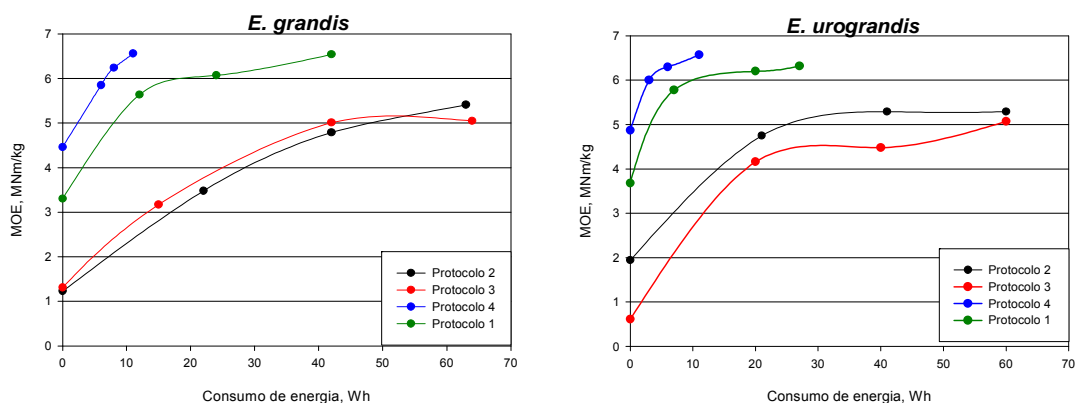 E. grandis
7
6
5
4
3
2
1
0
MOE, MNm/kg
Protocolo 2
Protocolo 3
Protocolo 4
Protocolo 1
0 10 20 30 40 50 60 70
Consumo de energia, Wh
E. urograndis
7
6
5
4
3
2
1
0
MOE, MNm/kg
Protocolo 2
Protocolo 3
Protocolo 4
Protocolo 1
0 10 20 30 40 50 60 70
Consumo de energia, Wh